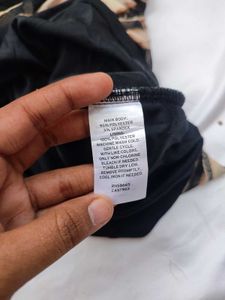 MAIN BODY:
95% POLYESTER
5% SPANDEX
LINING:
100% POLYESTER
MACHINE WASH COLD,
GENTLE CYCLE,
WITH LIKE COLORS.
ONLY NON CHLORINE
BLEACH IF NEEDED.
TUMBLE DRY LOW.
REMOVE PROMPTLY.
COOL IRON IF NEEDED